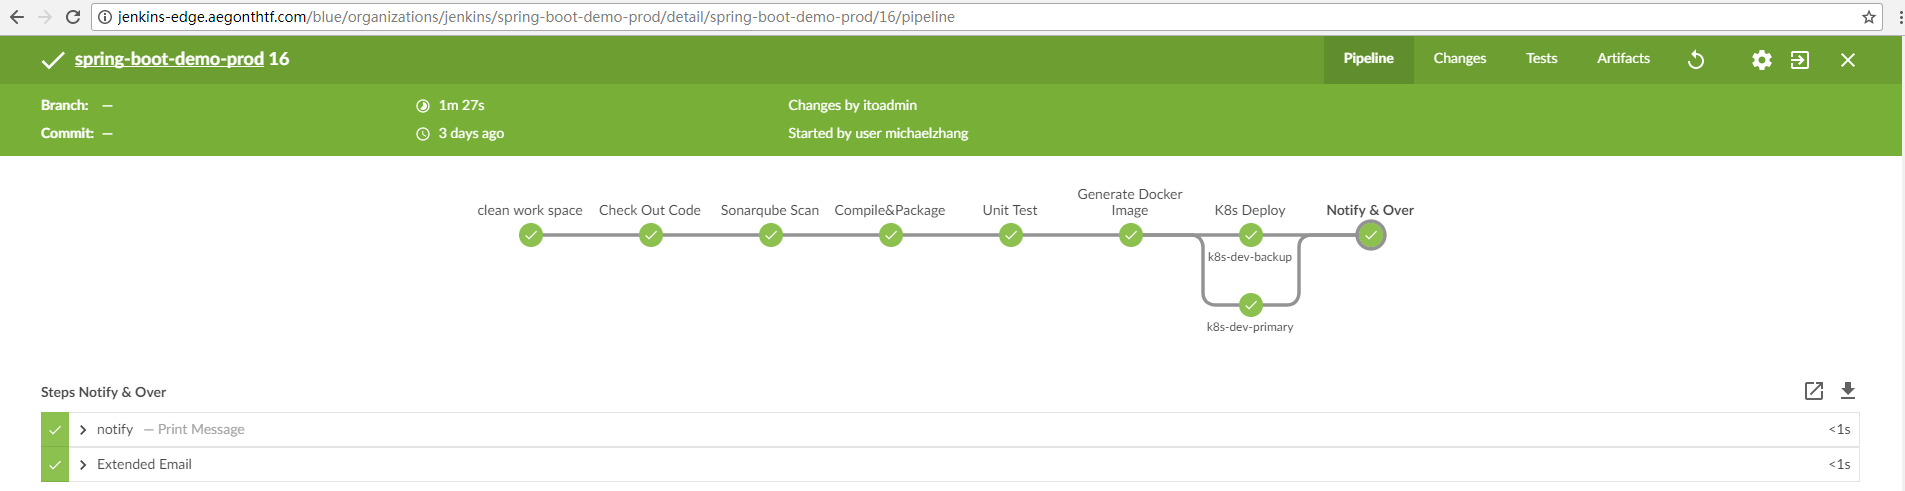 jenkins-edge.aegonthtf.com/blue/organizations/jenkins/spring-boot-demo-prod/detail/spring-boot-demo-prod/16/pipeline
spring-boot-demo-prod 16
Pipeline Changes Tests Artifacts
Branch: — 1m 27s Changes by itoadmin
Commit: — 3 days ago Started by user michaelzhang
clean work space Check Out Code Sonarqube Scan Compile&Package Unit Test Generate Docker Image K8s Deploy Notify & Over
k8s-dev-backup
k8s-dev-primary
Steps Notify & Over
notify — Print Message <1s
Extended Email <1s